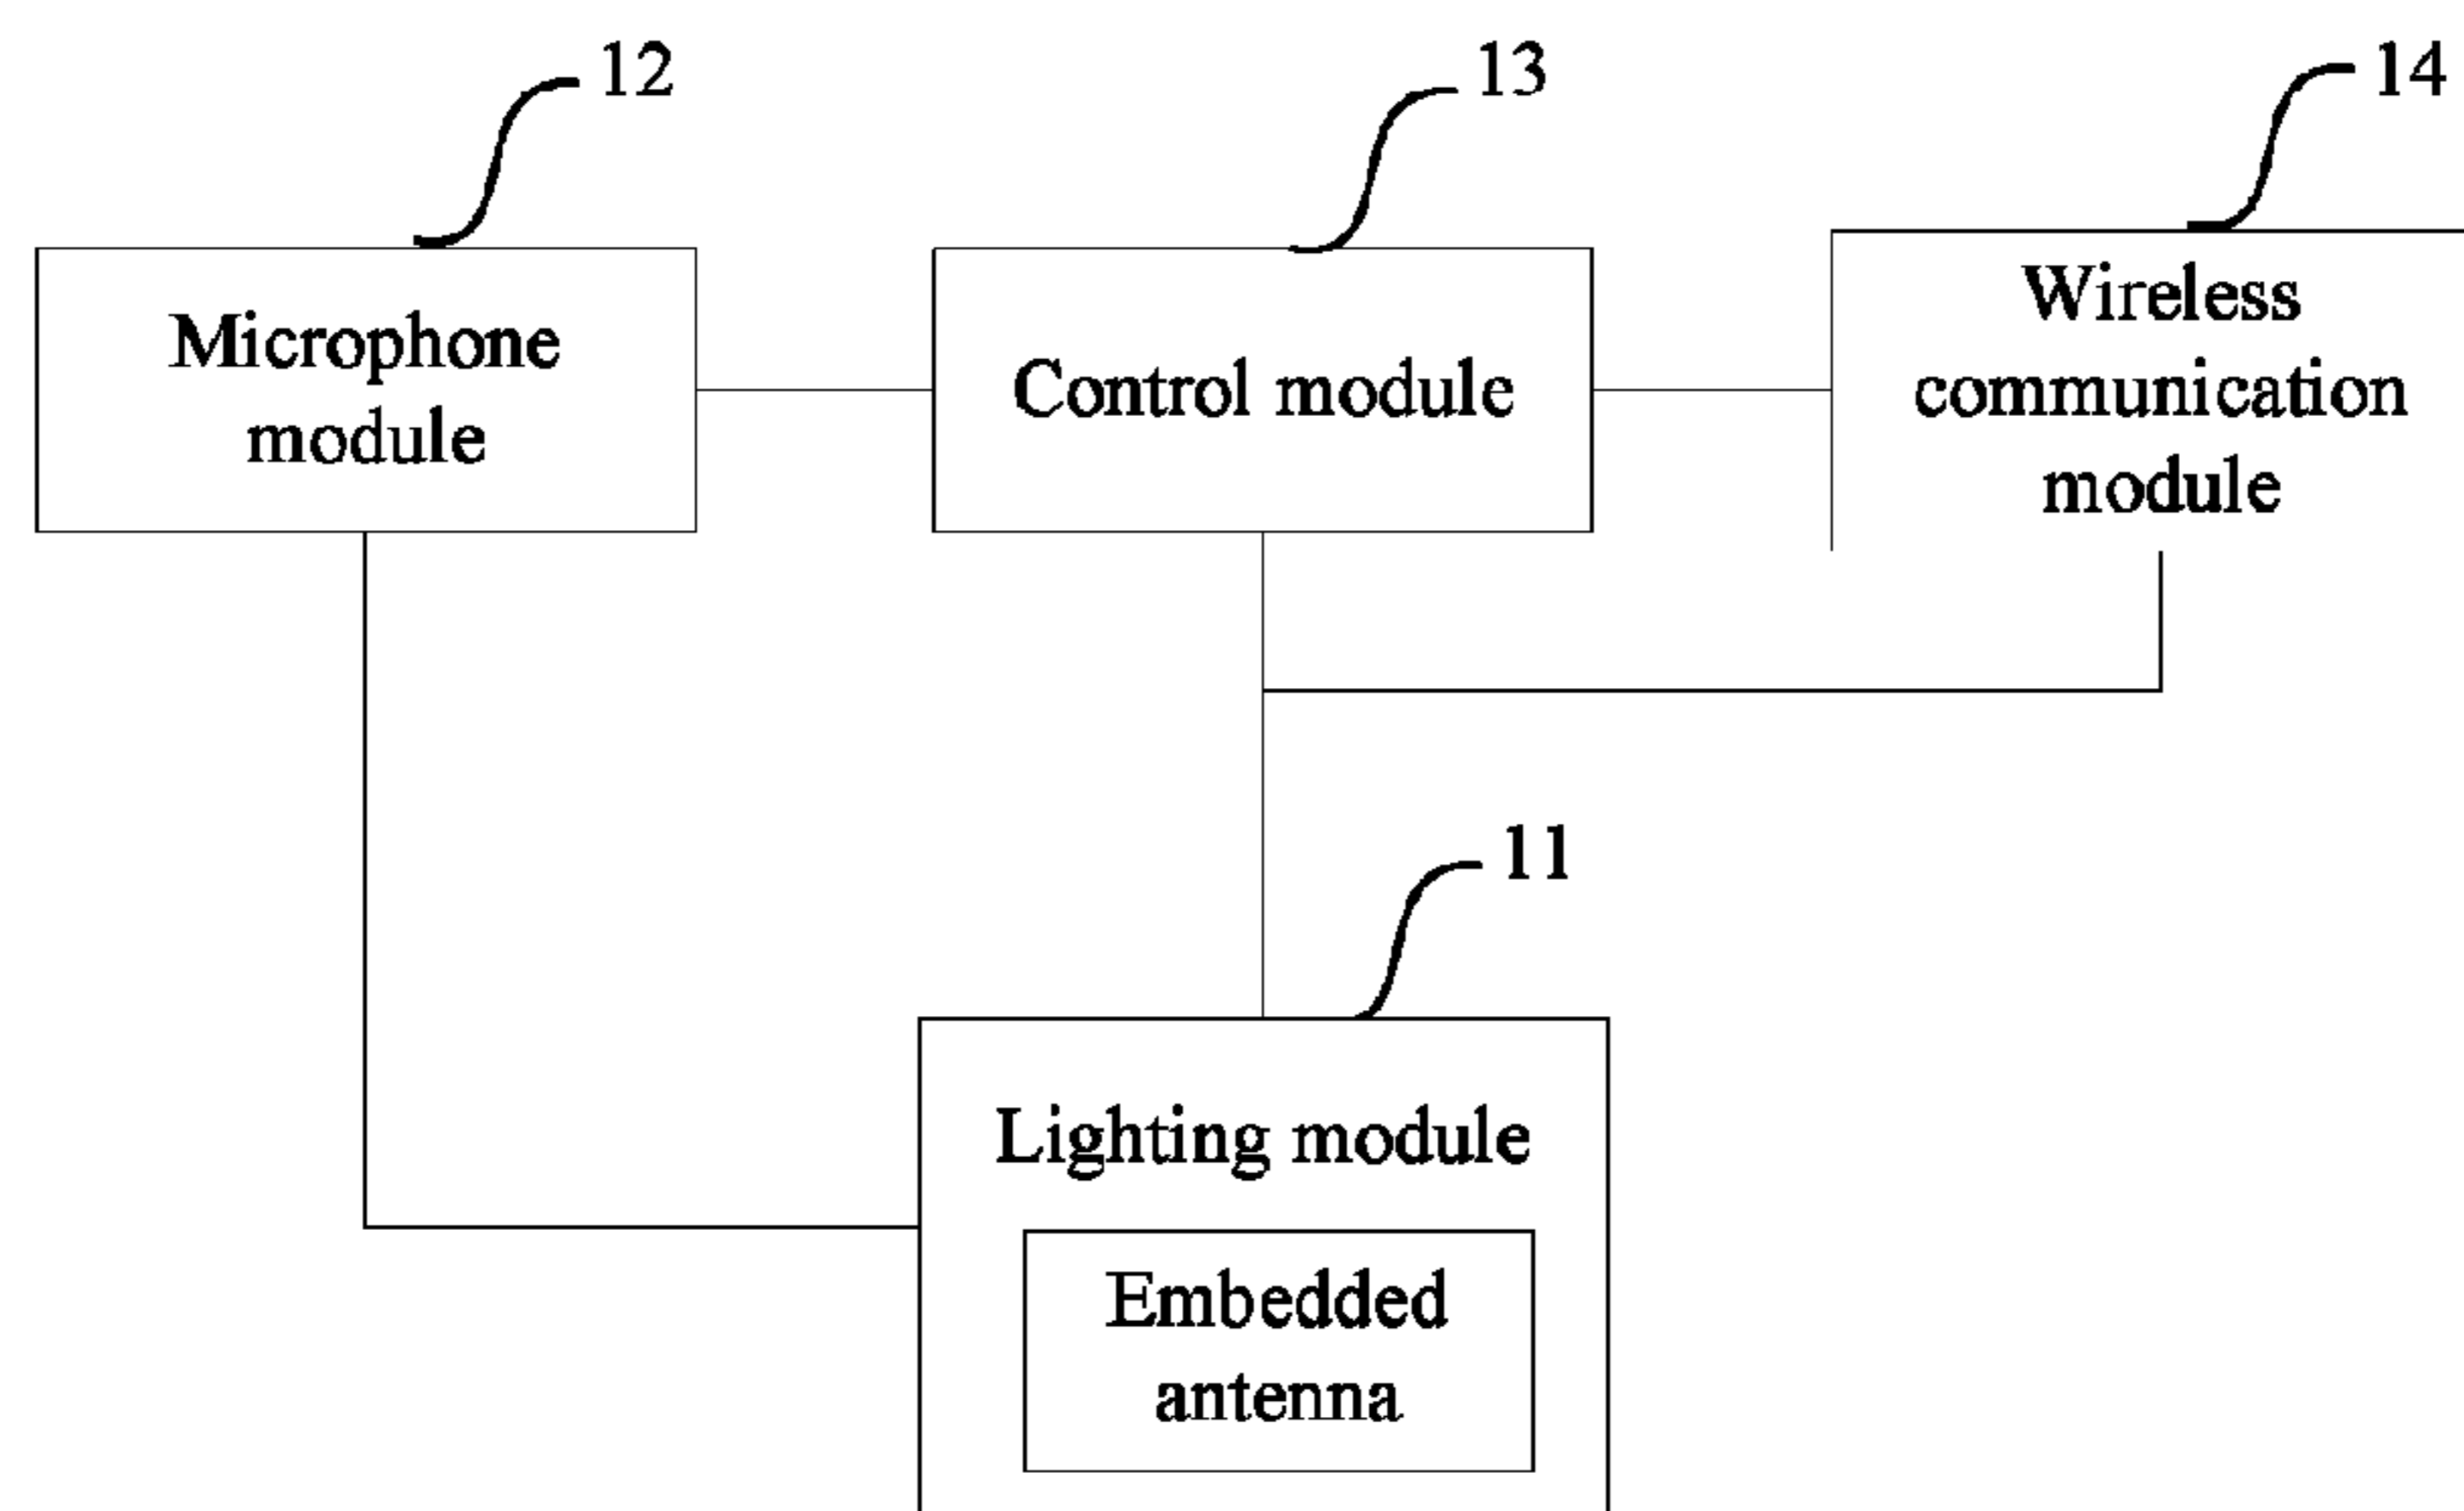 12
13
14
Microphone
module
Control module
Wireless
communication
module
11
Lighting module
Embedded
antenna